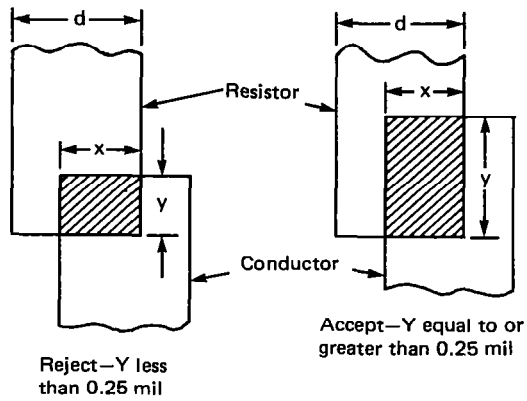 d
d
Resistor
x
x
y
y
Conductor
Accept—Y equal to or
greater than 0.25 mil
Reject—Y less
than 0.25 mil